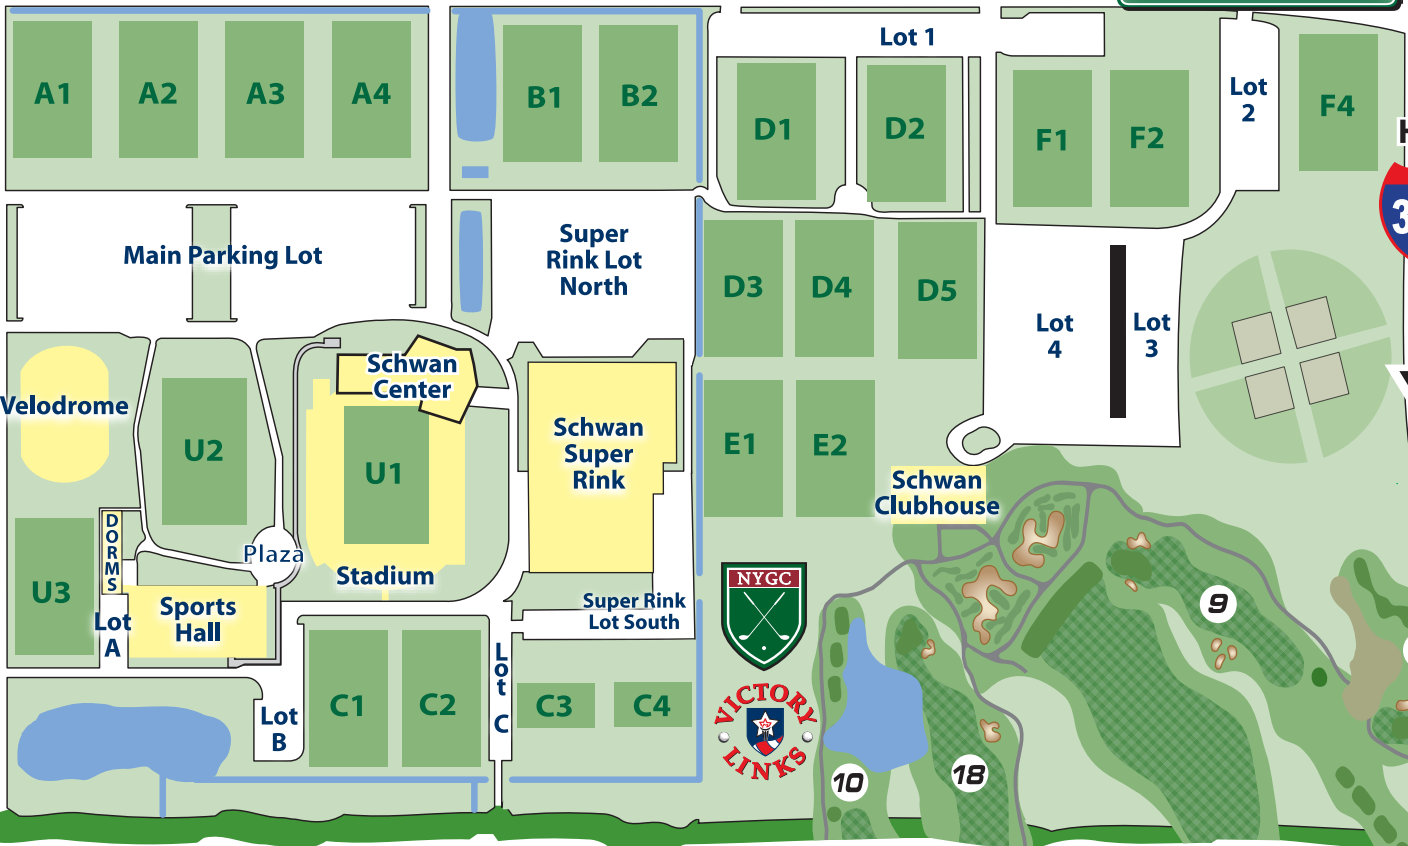 A1
A2
A3
A4
B1
B2
Lot 1
D1
D2
F1
F2
Lot
2
F4
H
3
Main Parking Lot
Super
Rink Lot
North
D3
D4
D5
Lot
4
Lot
3
Velodrome
U2
Schwan
Center
U1
Stadium
Schwan
Super
Rink
E1
E2
Schwan
Clubhouse
U3
DORMS
Plaza
Lot
A
Sports
Hall
Super Rink
Lot South
NYGC
9
Lot
B
C1
C2
Lot C
C3
C4
VICTORY
LINKS
10
18